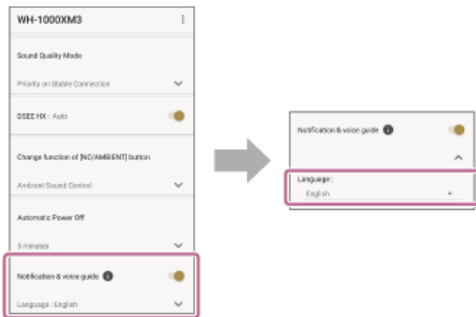 WH-1000XM3
Sound Quality Mode
Priority on Stable Connection
DSEE HX : Auto
Change function of [NC/AMBIENT] button
Ambient Sound Control
Automatic Power Off
5 minutes
Notification & voice guide
Language : English
Notification & voice guide
Language :
English